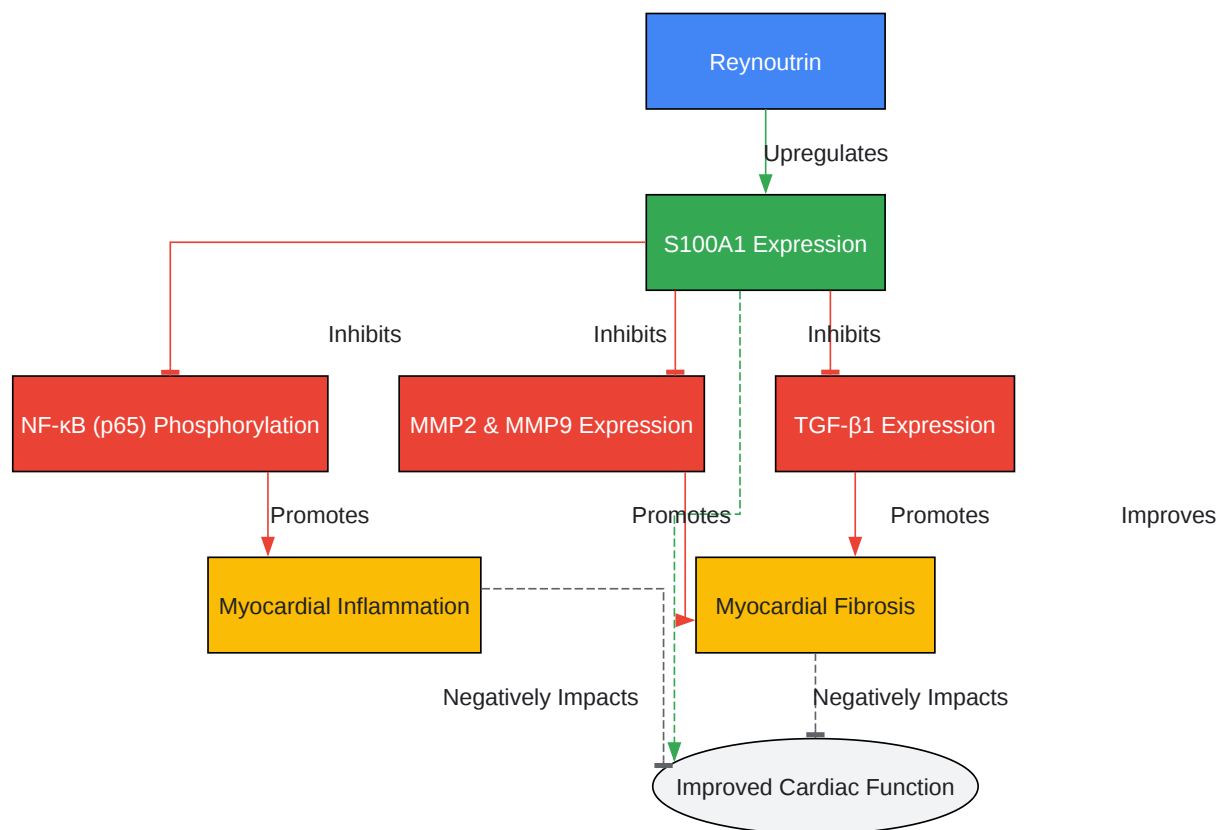 Reynoutrin
Upregulates
S100A1 Expression
Inhibits
Inhibits
Inhibits
NF-κB (p65) Phosphorylation
MMP2 & MMP9 Expression
TGF-β1 Expression
Promotes
Promotes
Promotes
Improves
Myocardial Inflammation
Myocardial Fibrosis
Negatively Impacts
Negatively Impacts
Improved Cardiac Function